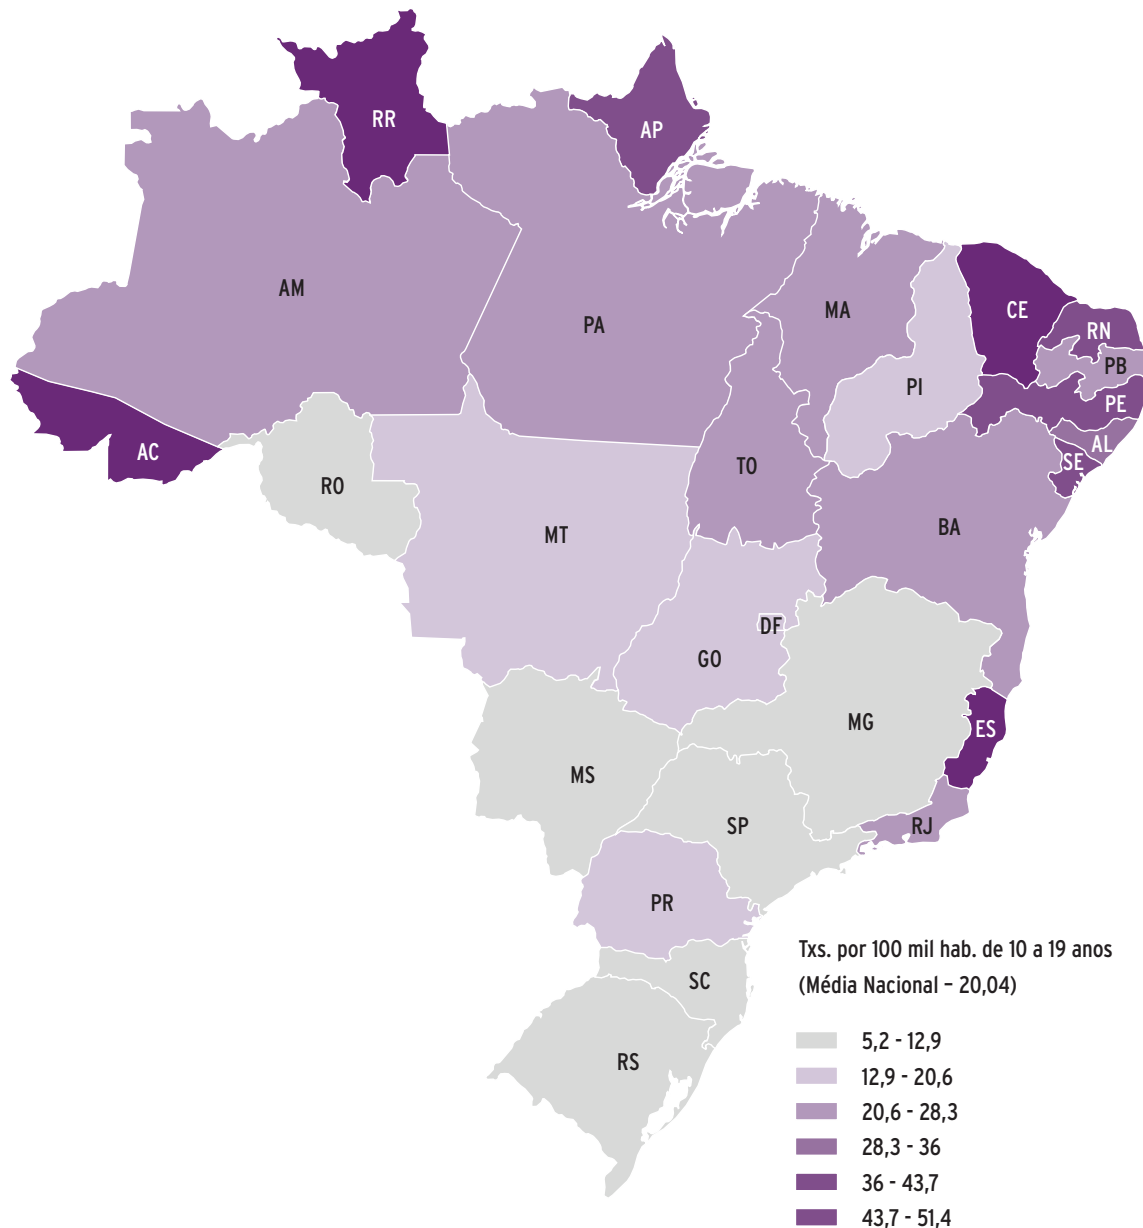 RR
AP
AM
PA
MA
CE
RN
PB
PI
PE
AL
SE
AC
RO
TO
BA
MT
DF
GO
MG
ES
MS
SP
RJ
PR
SC
RS
Txs. por 100 mil hab. de 10 a 19 anos
(Média Nacional – 20,04)
5,2 - 12,9
12,9 - 20,6
20,6 - 28,3
28,3 - 36
36 - 43,7
43,7 - 51,4